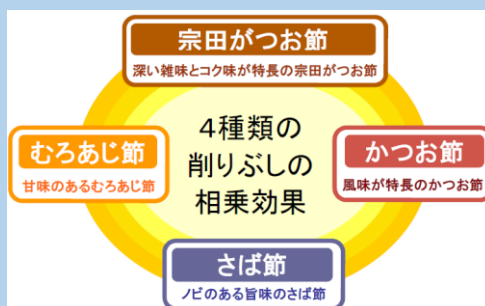 宗田がつお節
深い雑味とコク味が特長の宗田がつお節
むろあじ節
甘味のあるむろあじ節
4種類の
削りぶしの
相乗効果
かつお節
風味が特長のかつお節
さば節
ノビのある旨味のさば節